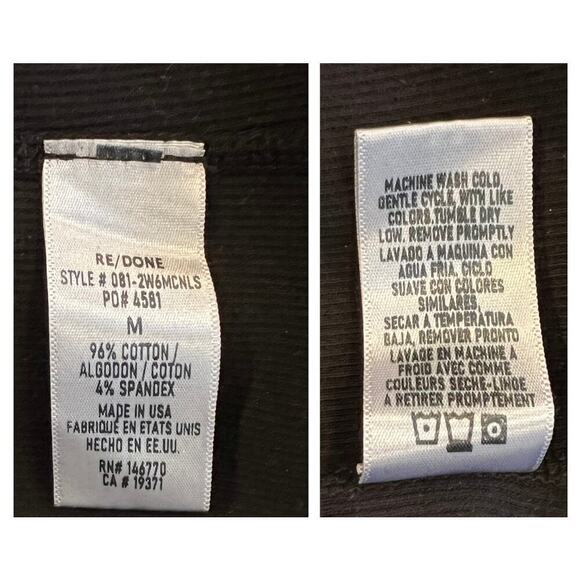 RE/DONE
STYLE # 081-2W6MCNLS
PO# 4581
M
96% COTTON /
ALGODON / COTON
4% SPANDEX
MADE IN USA
FABRIQUÉ EN ETATS UNIS
HECHO EN EE.UU.
RN# 146770
CA # 19371
MACHINE WASH COLD,
GENTLE CYCLE, WITH LIKE
COLORS, TUMBLE DRY
LOW, REMOVE PROMPTLY
LAVADO A MAQUINA CON
AGUA FRIA, CICLO
SUAVE CON COLORES
SIMILARES,
SECAR A TEMPERATURA
BAJA, REMOVER PRONTO
LAVAGE EN MACHINE A
FROID AVEC COMME
COULEURS SECHE-LINGE
A RETIRER PROMPTEMENT